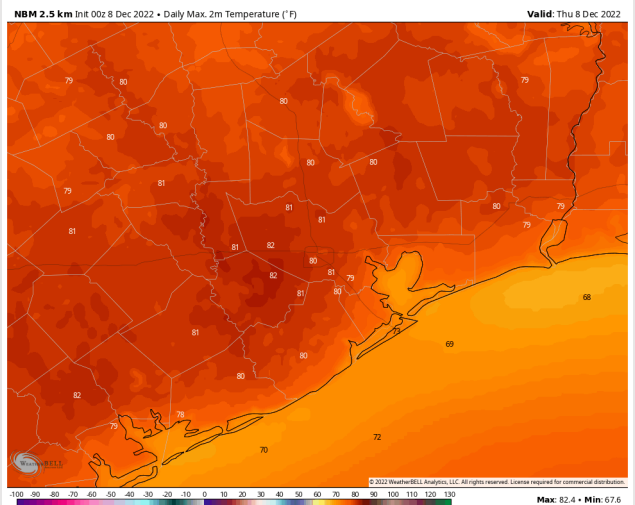 NBM 2.5 km Init 00z 8 Dec 2022 • Daily Max. 2m Temperature (°F) Valid: Thu 8 Dec 2022
79 80 79
80
80 80
80 80
79 81
81 81 80 79
79
81 81 82
80
82 81 79
81 80
68
73
81 69
80
80
82
78
79
72
70
WeatherBELL
© 2022 WeatherBELL Analytics, LLC. All rights reserved. License required for commercial distribution.
-100 -90 -80 -70 -60 -50 -40 -30 -20 -10 0 10 20 30 40 50 60 70 80 90 100 110 120 130
Max: 82.4 • Min: 67.6